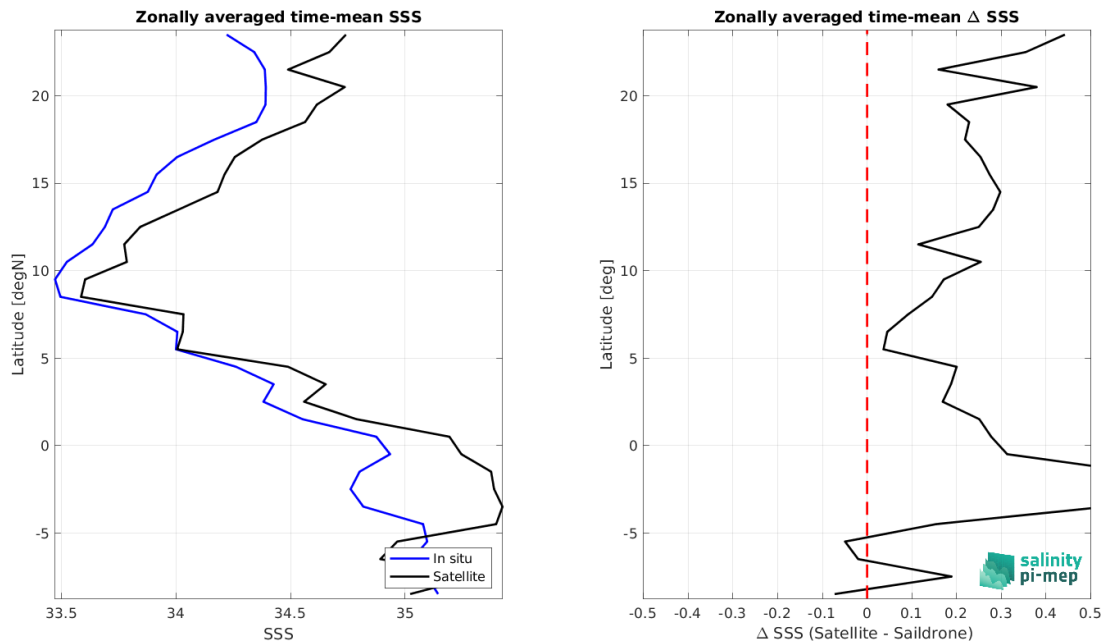 Zonally averaged time-mean SSS
Latitude [degN]
20
15
10
5
0
-5
33.5
34
34.5
35
SSS
In situ
Satellite
Zonally averaged time-mean Δ SSS
Latitude [deg]
20
15
10
5
0
-5
-0.5
-0.4
-0.3
-0.2
-0.1
0
0.1
0.2
0.3
0.4
0.5
Δ SSS (Satellite - Saildrone)
salinity
pi-mep